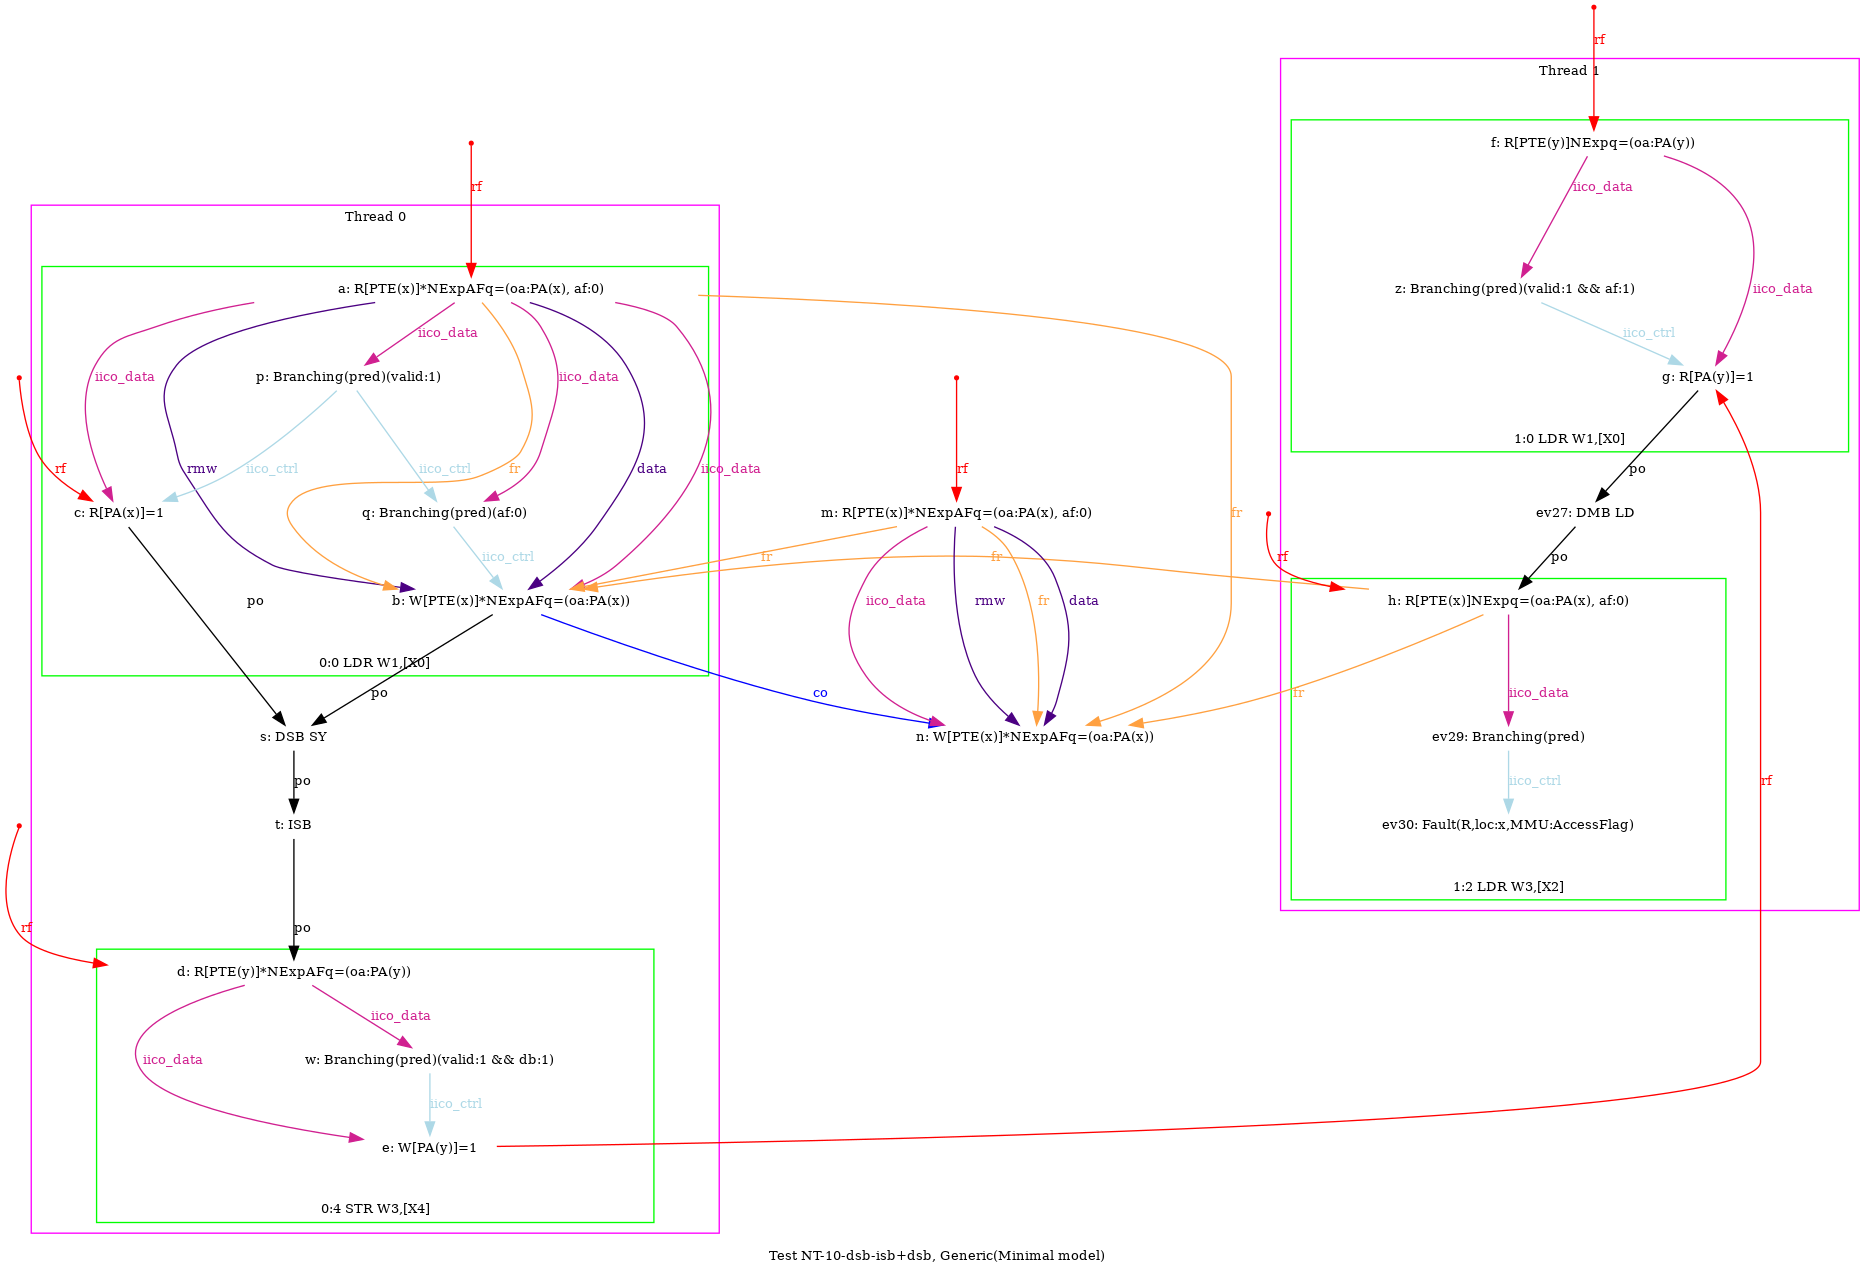 rf
Thread 1
f: R[PTE(y)]NExpq=(oa:PA(y))
iico_data
rf
Thread 0
a: R[PTE(x)]*NExpAFq=(oa:PA(x), af:0)
z: Branching(pred)(valid:1 && af:1)
iico_data
iico_data
iico_ctrl
iico_data
p: Branching(pred)(valid:1)
iico_data
g: R[PA(y)]=1
1:0 LDR W1,[X0]
rf
rmw
iico_ctrl
iico_ctrl
fr
data
iico_data
rf
po
c: R[PA(x)]=1
q: Branching(pred)(af:0)
m: R[PTE(x)]*NExpAFq=(oa:PA(x), af:0)
fr
ev27: DMB LD
iico_ctrl
fr
fr
rf
po
po
b: W[PTE(x)]*NExpAFq=(oa:PA(x))
iico_data
rmw
fr
data
h: R[PTE(x)]NExpq=(oa:PA(x), af:0)
0:0 LDR W1,[X0]
po
co
fr
iico_data
s: DSB SY
n: W[PTE(x)]*NExpAFq=(oa:PA(x))
ev29: Branching(pred)
po
iico_ctrl
rf
t: ISB
ev30: Fault(R,loc:x,MMU:AccessFlag)
1:2 LDR W3,[X2]
rf
po
d: R[PTE(y)]*NExpAFq=(oa:PA(y))
iico_data
iico_data
w: Branching(pred)(valid:1 && db:1)
iico_ctrl
e: W[PA(y)]=1
0:4 STR W3,[X4]
Test NT-10-dsb-isb+dsb, Generic(Minimal model)